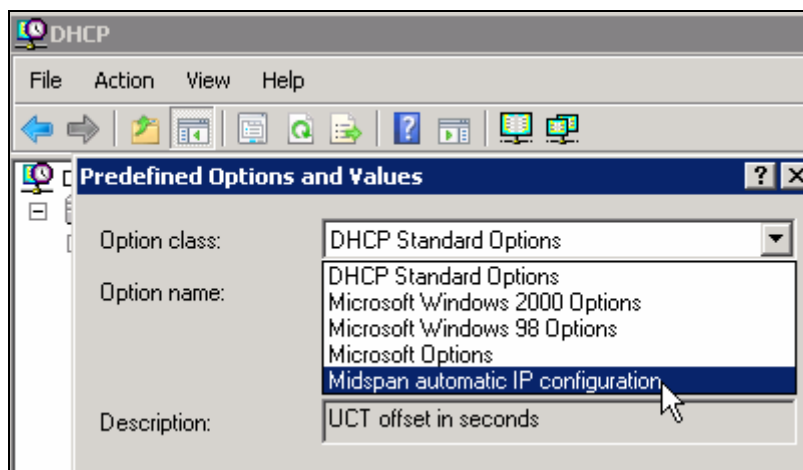 DHCP
File Action View Help
Predefined Options and Values
Option class: DHCP Standard Options
DHCP Standard Options
Option name:
Microsoft Windows 2000 Options
Microsoft Windows 98 Options
Microsoft Options
Midspan automatic IP configuration
Description: UCT offset in seconds